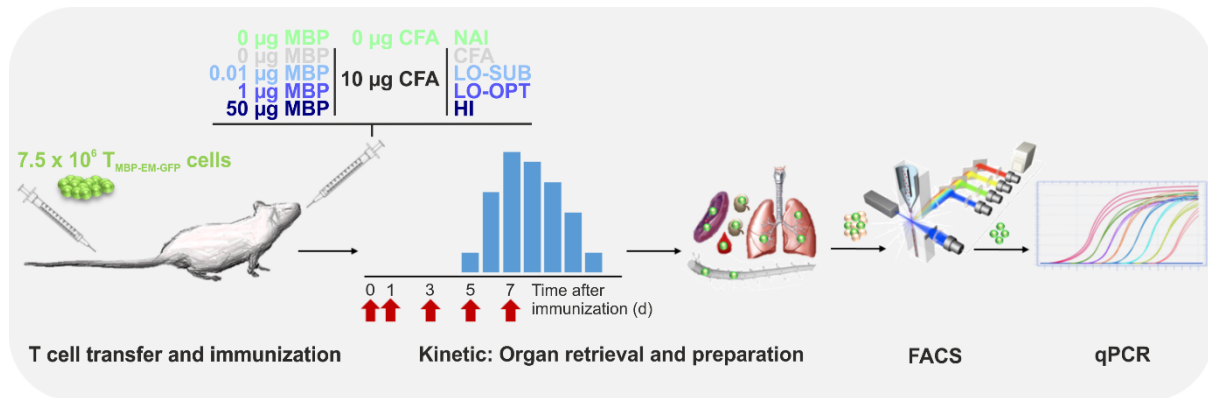 0 µg MBP 0 µg CFA NAI
0 µg MBP CFA
0.01 µg MBP 10 µg CFA LO-SUB
1 µg MBP LO-OPT
50 µg MBP HI
7.5 x 10⁶ T_MBP-EM-GFP cells
0 1 3 5 7 Time after
immunization (d)
T cell transfer and immunization Kinetic: Organ retrieval and preparation FACS qPCR